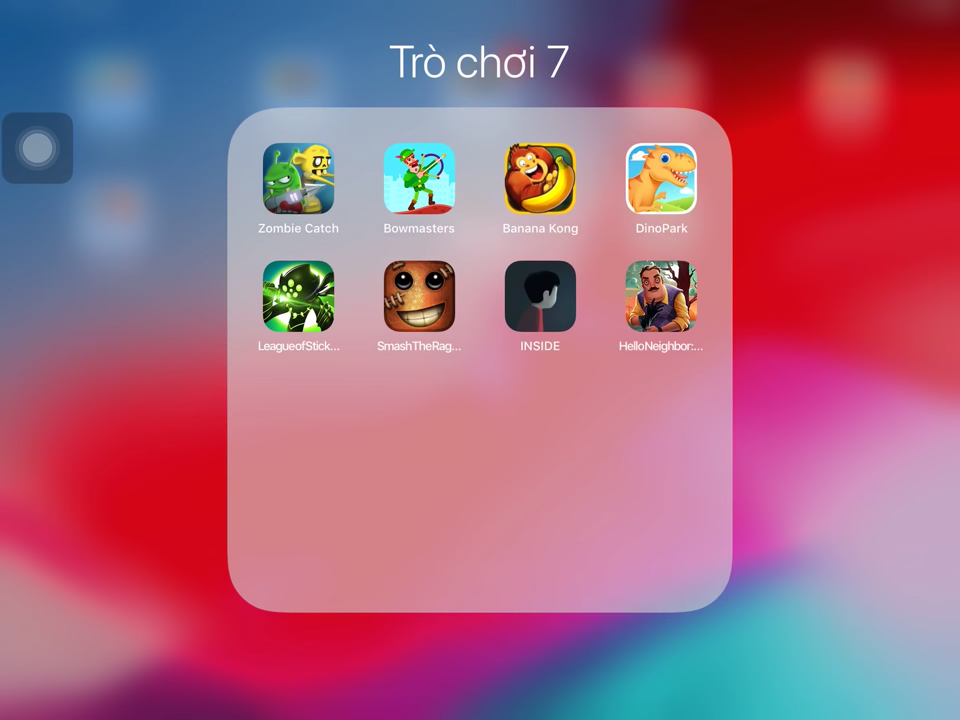 Trò chơi 7
Zombie Catch
Bowmasters
Banana Kong
DinoPark
LeagueofStick...
SmashTheRag...
INSIDE
HelloNeighbor:...